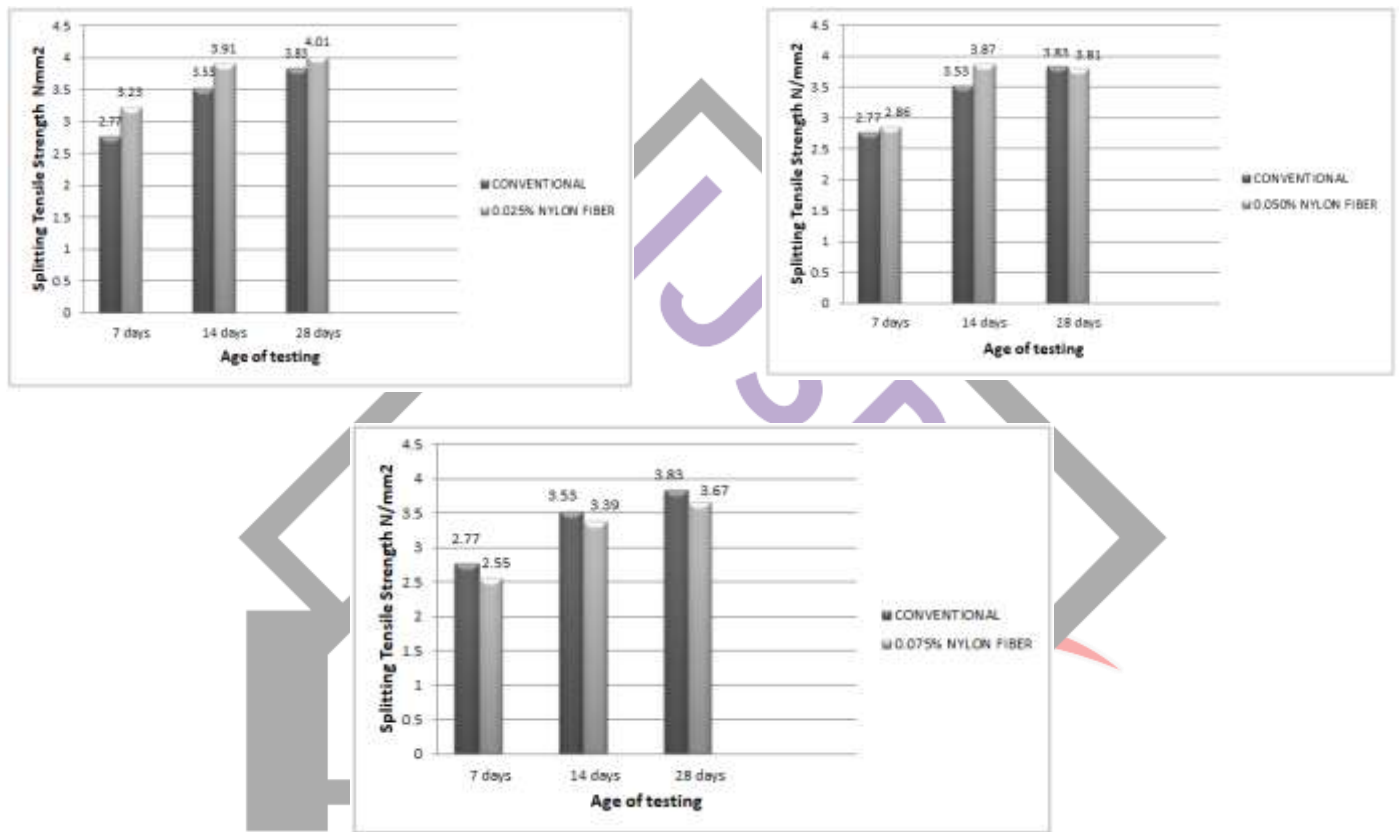 4.5
4
3.5
3
2.5
2
1.5
1
0.5
0
Splitting Tensile Strength Nmm2
2.77
3.23
3.53
3.91
3.83
4.01
7 days
14 days
28 days
Age of testing
CONVENTIONAL
0.025% NYLON FIBER
4.5
4
3.5
3
2.5
2
1.5
1
0.5
0
Splitting Tensile Strength N/mm2
2.77
2.86
3.53
3.87
3.83
3.81
7 days
14 days
28 days
Age of testing
CONVENTIONAL
0.050% NYLON FIBER
4.5
4
3.5
3
2.5
2
1.5
1
0.5
0
Splitting Tensile Strength N/mm2
2.77
2.55
3.53
3.39
3.83
3.67
7 days
14 days
28 days
Age of testing
CONVENTIONAL
0.075% NYLON FIBER